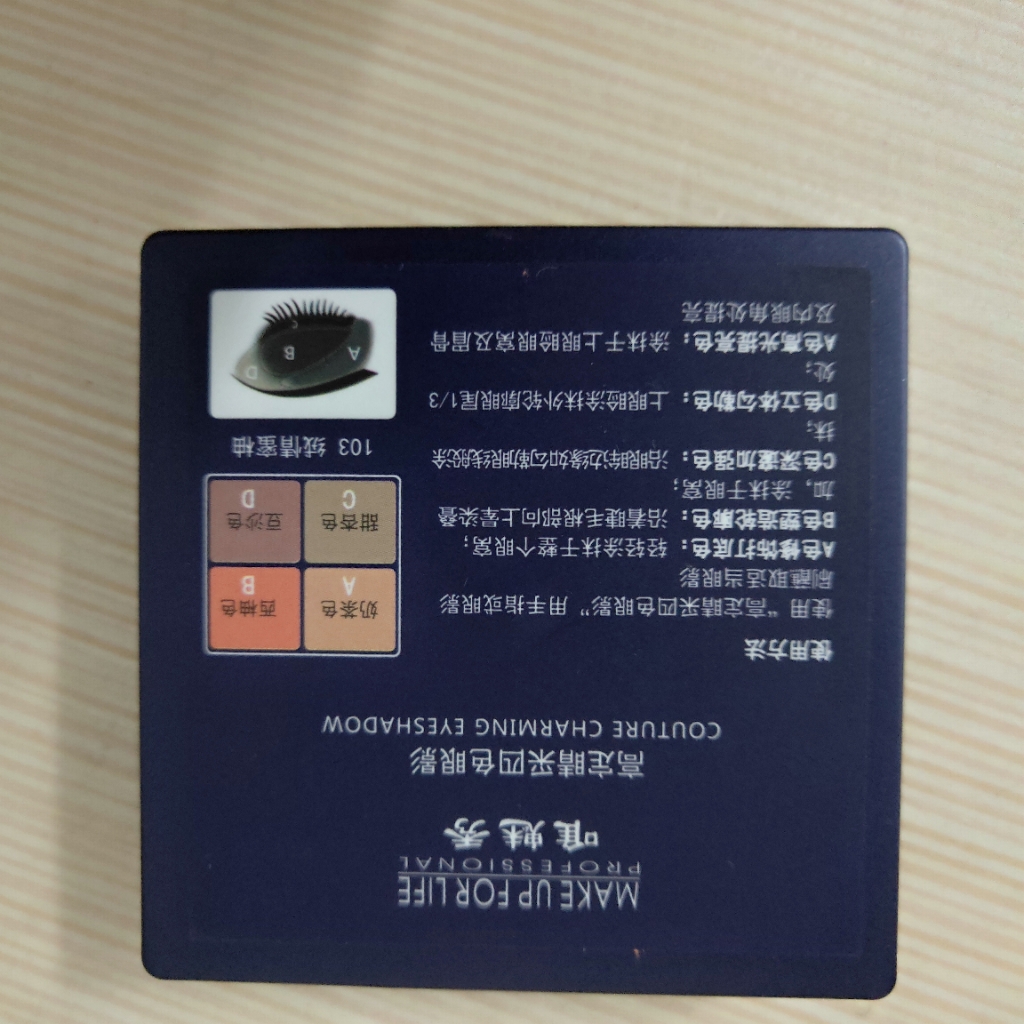 MAKE UP FOR LIFE
PROFESSIONAL
唯魅秀
高定睛采四色眼影
COUTURE CHARMING EYESHADOW
使用方法
使用“高定睛采四色眼影”用手指或眼影
刷蘸取适当眼影
A色修饰打底色：轻轻涂抹于整个眼窝；
B色塑造轮廓色：沿着睫毛根部向上晕染叠
加，涂抹于眼窝；
C色深邃加强色：沿眼眸边缘如勾勒眼线般涂
抹；
D色立体勾勒色：上眼睑涂抹外轮廓眼尾1/3
处；
A色高光提亮色：涂抹于上眼睑眼窝及眉骨
及内眼角处提亮
奶茶色
A
西柚色
B
甜杏色
C
豆沙色
D
103 绒情蜜柚
A
B
C
D